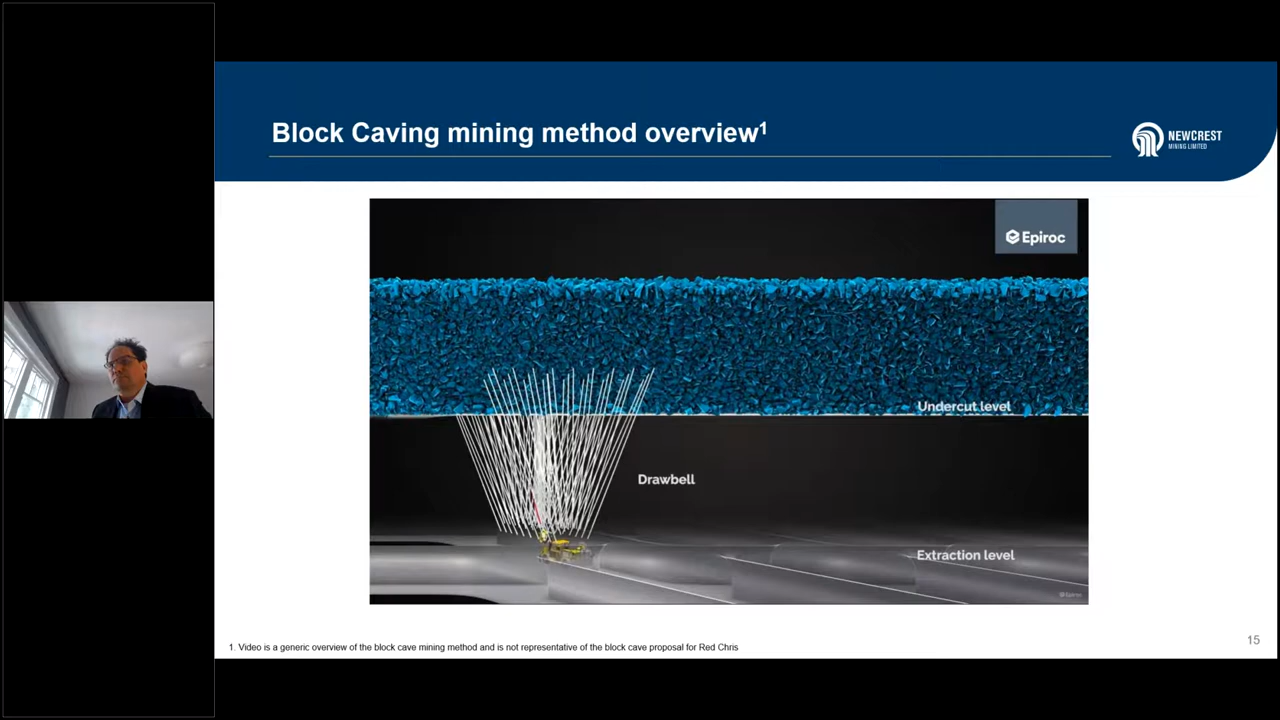 Block Caving mining method overview¹
NEWCREST
MINING LIMITED
Epiroc
Undercut level
Drawbell
Extraction level
Epiroc
15
1. Video is a generic overview of the block cave mining method and is not representative of the block cave proposal for Red Chris